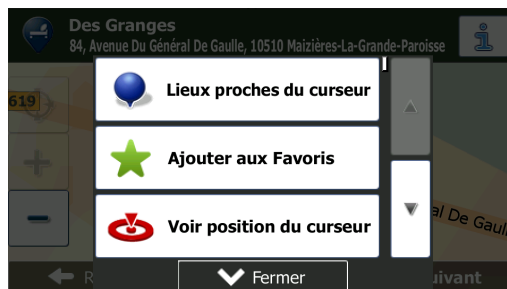 Des Granges
84, Avenue Du Général De Gaulle, 10510 Maizières-La-Grande-Paroisse
619
Lieux proches du curseur
Ajouter aux Favoris
Voir position du curseur
al De Gaull
R
Fermer
uivant